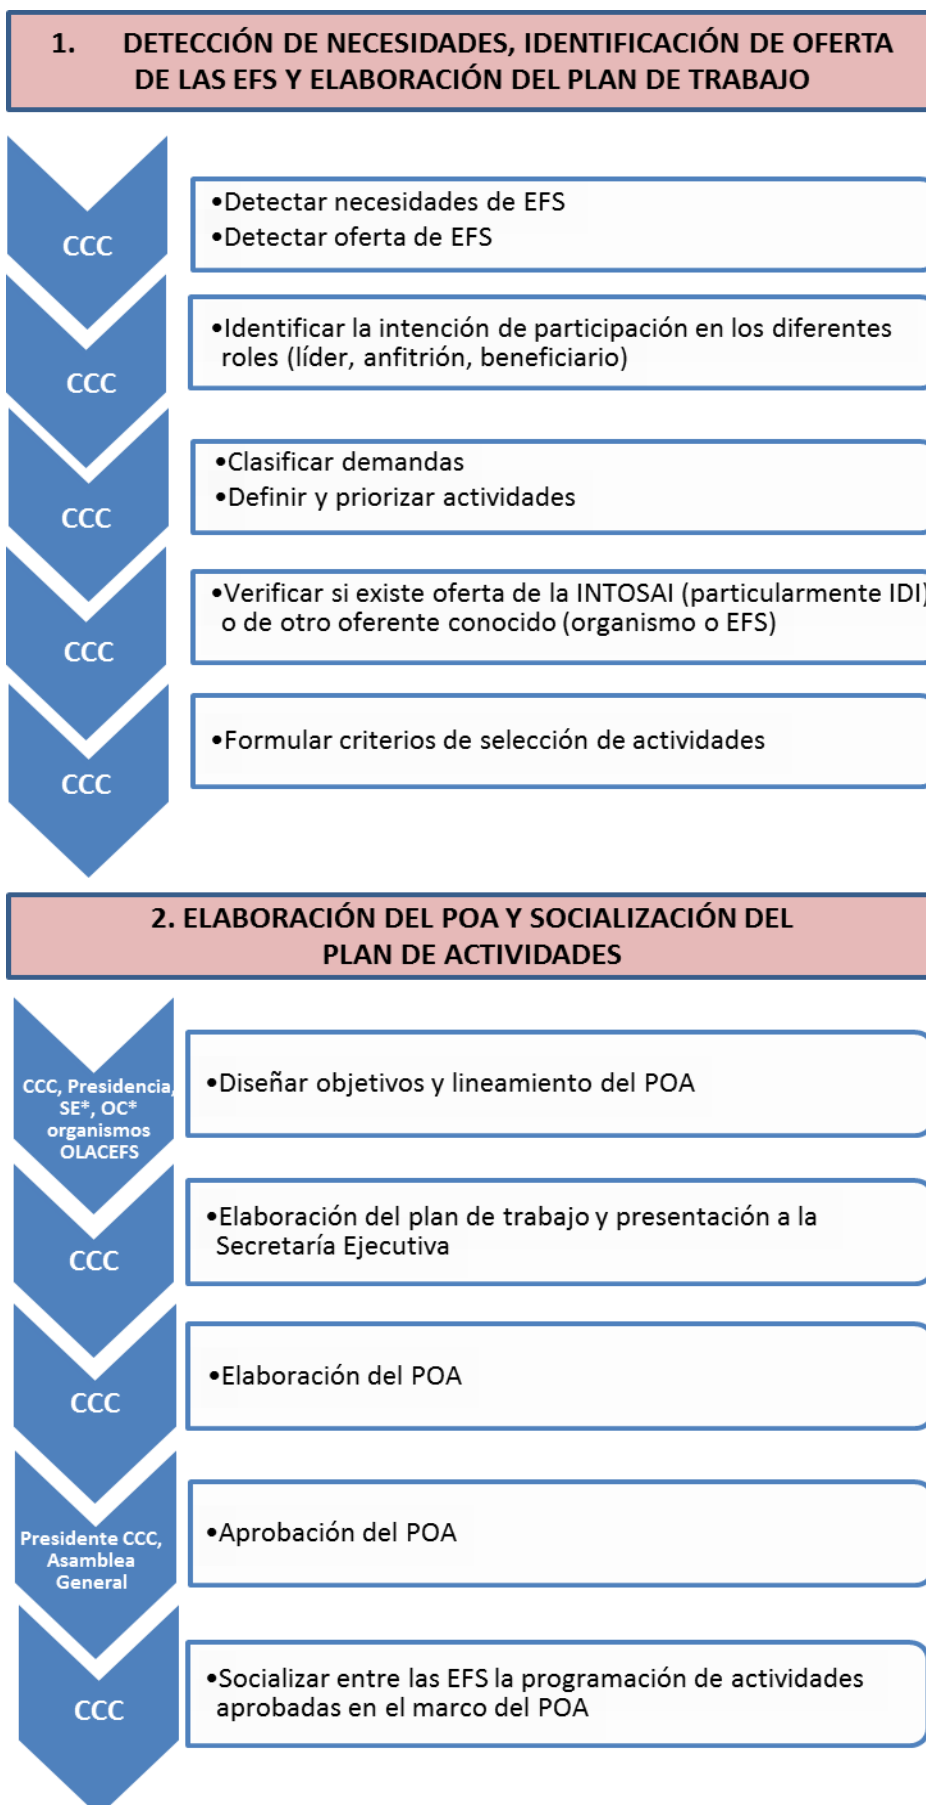 1. DETECCIÓN DE NECESIDADES, IDENTIFICACIÓN DE OFERTA
DE LAS EFS Y ELABORACIÓN DEL PLAN DE TRABAJO
CCC
•Detectar necesidades de EFS
•Detectar oferta de EFS
CCC
•Identificar la intención de participación en los diferentes
roles (líder, anfitrión, beneficiario)
CCC
•Clasificar demandas
•Definir y priorizar actividades
CCC
•Verificar si existe oferta de la INTOSAI (particularmente IDI)
o de otro oferente conocido (organismo o EFS)
CCC
•Formular criterios de selección de actividades
2. ELABORACIÓN DEL POA Y SOCIALIZACIÓN DEL
PLAN DE ACTIVIDADES
CCC, Presidencia,
SE*, OC*
organismos
OLACEFS
•Diseñar objetivos y lineamiento del POA
CCC
•Elaboración del plan de trabajo y presentación a la
Secretaría Ejecutiva
CCC
•Elaboración del POA
Presidente CCC,
Asamblea
General
•Aprobación del POA
CCC
•Socializar entre las EFS la programación de actividades
aprobadas en el marco del POA